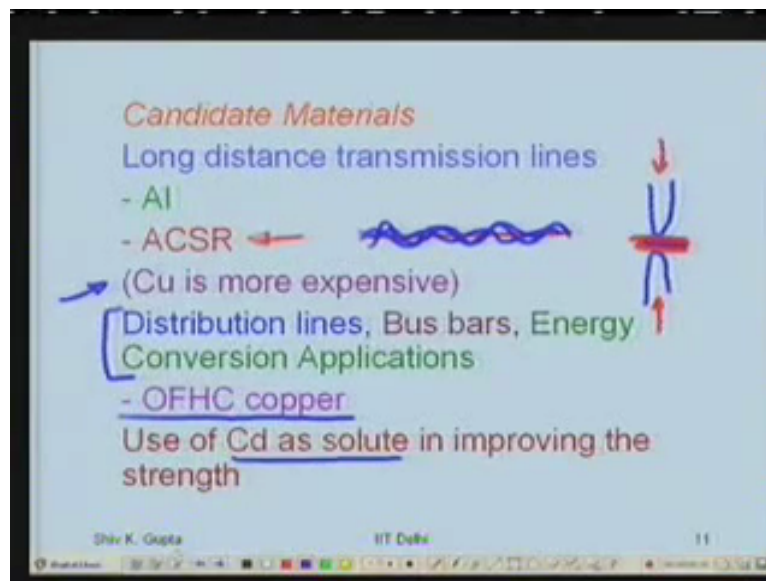 Candidate Materials
Long distance transmission lines
- Al
- ACSR
(Cu is more expensive)
Distribution lines, Bus bars, Energy
Conversion Applications
- OFHC copper
Use of Cd as solute in improving the
strength
Shiv K. Gupta IIT Delhi 11